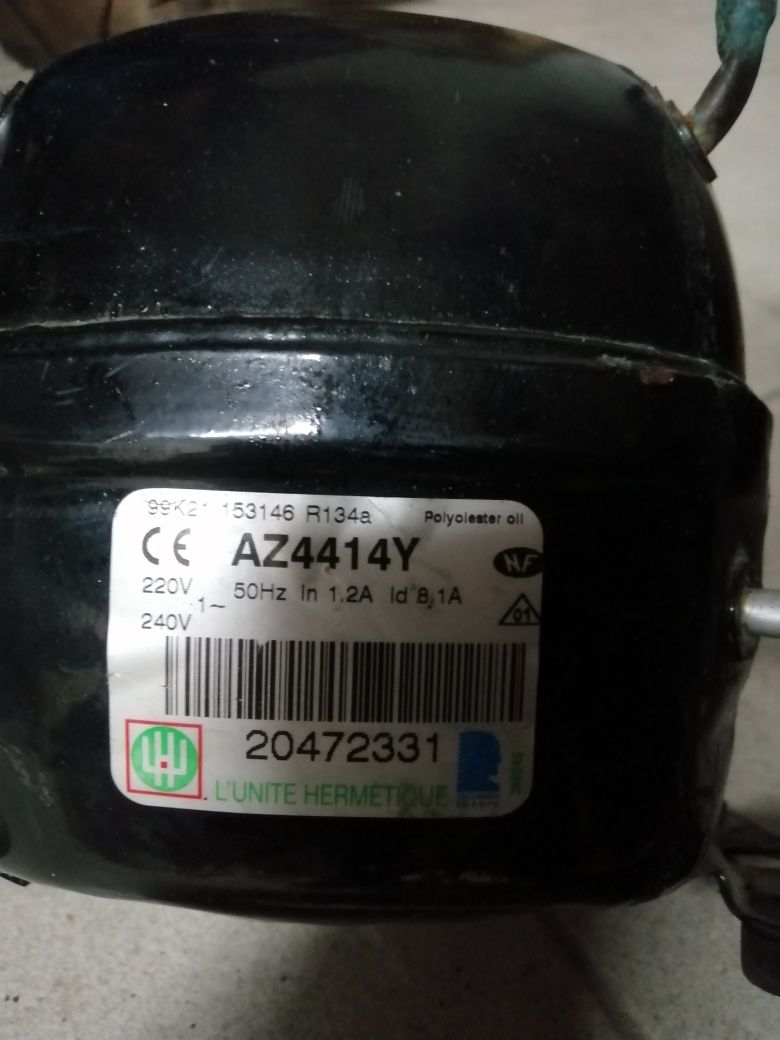 99K21 153146 R134a Polyolester oil
CE AZ4414Y NF
220V
240V 1~ 50Hz In 1.2A Id 8,1A 01
20472331
L'UNITE HERMETIQUE